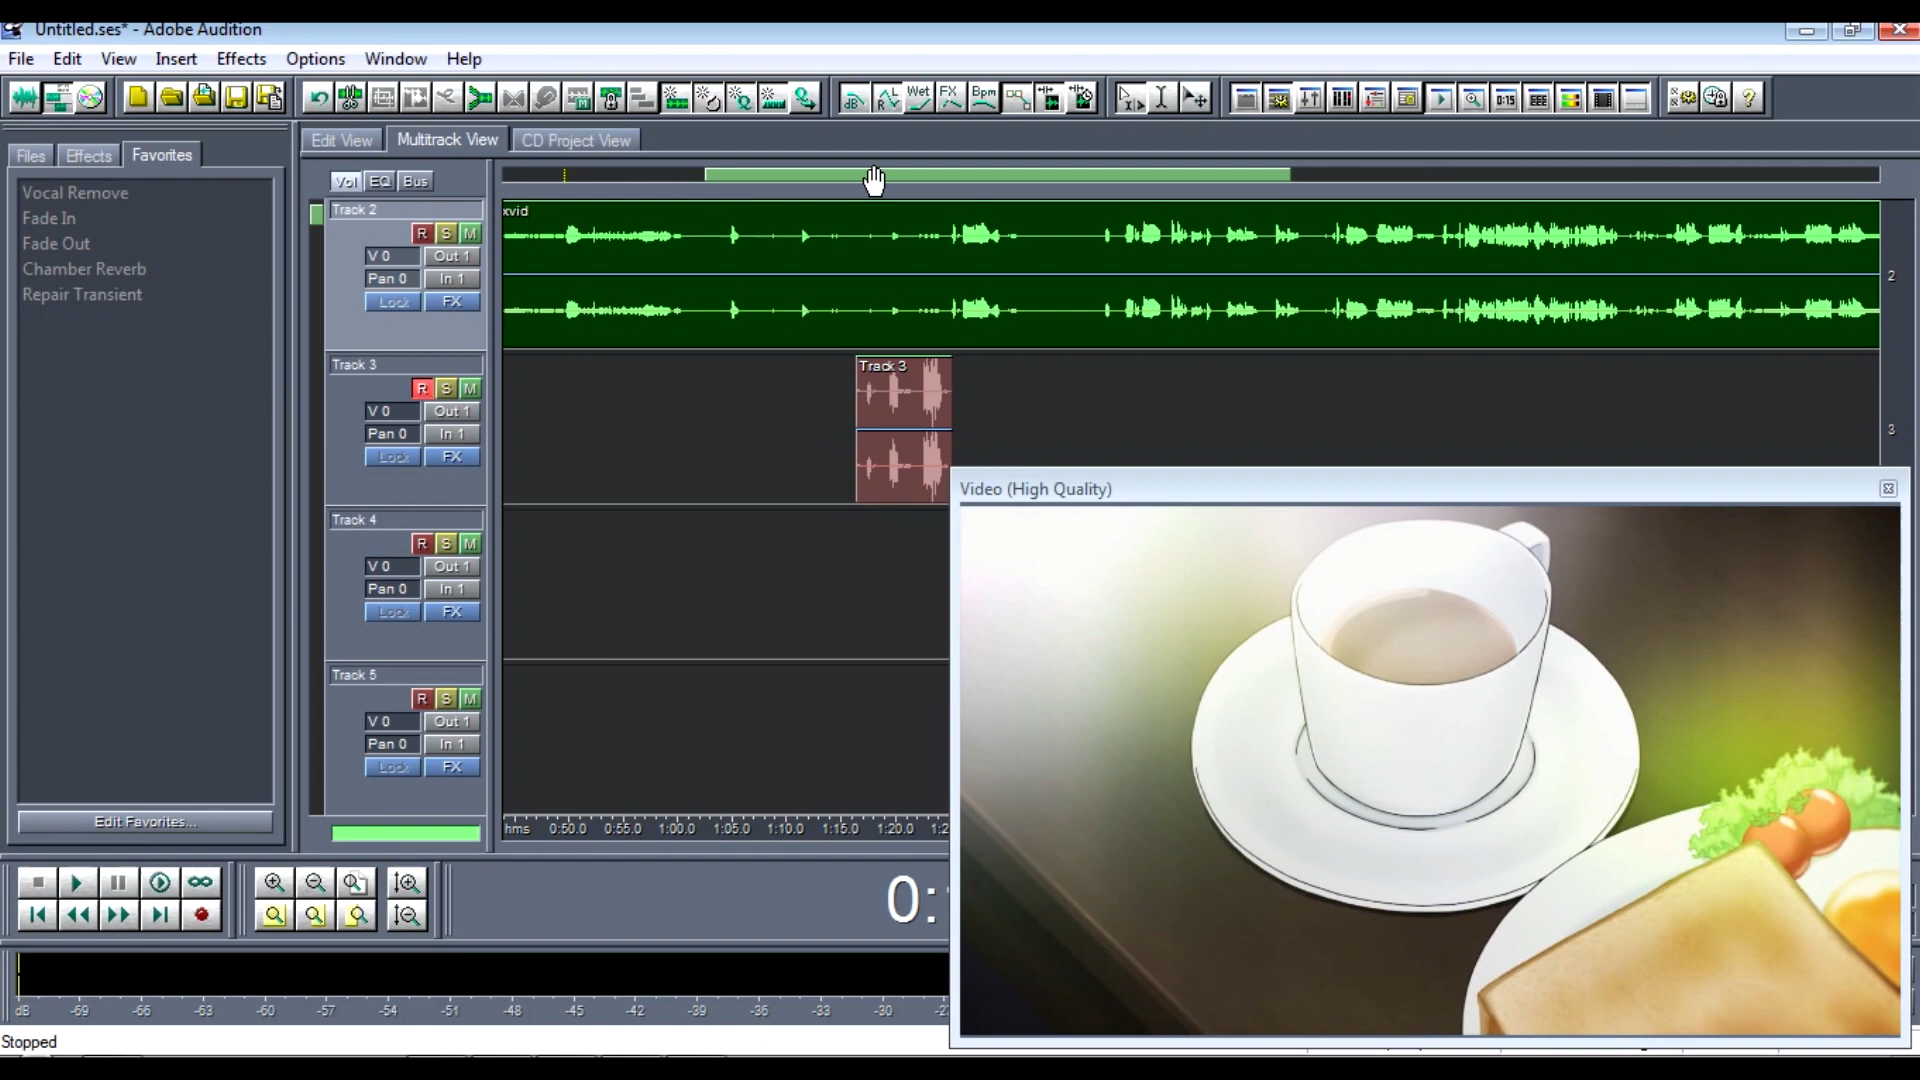 Untitled.ses* - Adobe Audition
File Edit View Insert Effects Options Window Help
Wet FX Bpm
dB
0:15
Files Effects Favorites
Edit View Multitrack View CD Project View
Vocal Remove
Fade In
Fade Out
Chamber Reverb
Repair Transient
Edit Favorites...
Vol EQ Bus
Track 2
R S M
V 0 Out 1
Pan 0 In 1
Lock FX
xvid
2
Track 3
R S M
V 0 Out 1
Pan 0 In 1
Lock FX
Track 3
3
Track 4
R S M
V 0 Out 1
Pan 0 In 1
Lock FX
Track 5
R S M
V 0 Out 1
Pan 0 In 1
Lock FX
hms 0:50.0 0:55.0 1:00.0 1:05.0 1:10.0 1:15.0 1:20.0 1:2
Video (High Quality)
0:
dB -69 -66 -63 -60 -57 -54 -51 -48 -45 -42 -39 -36 -33 -30
Stopped